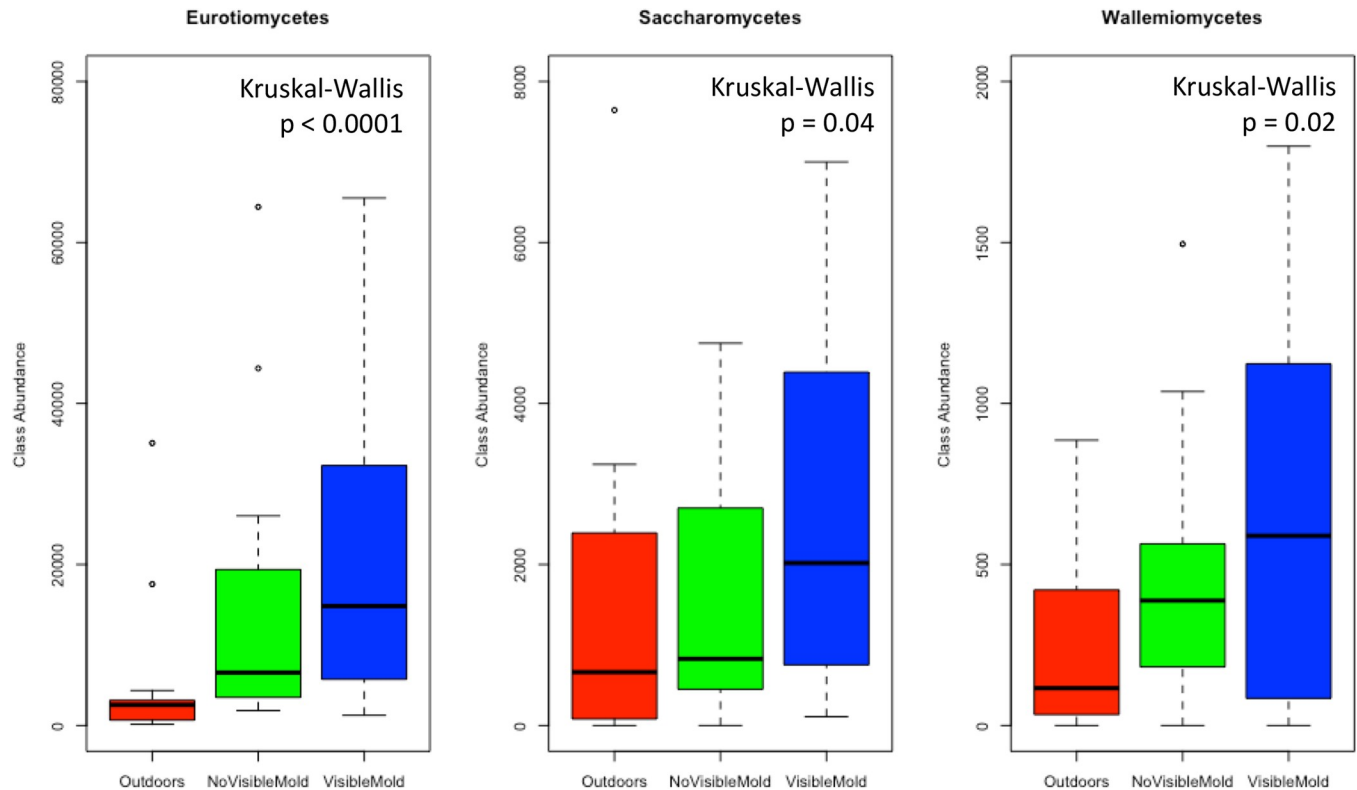 Eurotiomycetes
Kruskal-Wallis
p < 0.0001
Class Abundance
80000
60000
40000
20000
0
Outdoors
NoVisibleMold
VisibleMold
Saccharomycetes
Kruskal-Wallis
p = 0.04
Class Abundance
8000
6000
4000
2000
0
Outdoors
NoVisibleMold
VisibleMold
Wallemiomycetes
Kruskal-Wallis
p = 0.02
Class Abundance
2000
1500
1000
500
0
Outdoors
NoVisibleMold
VisibleMold